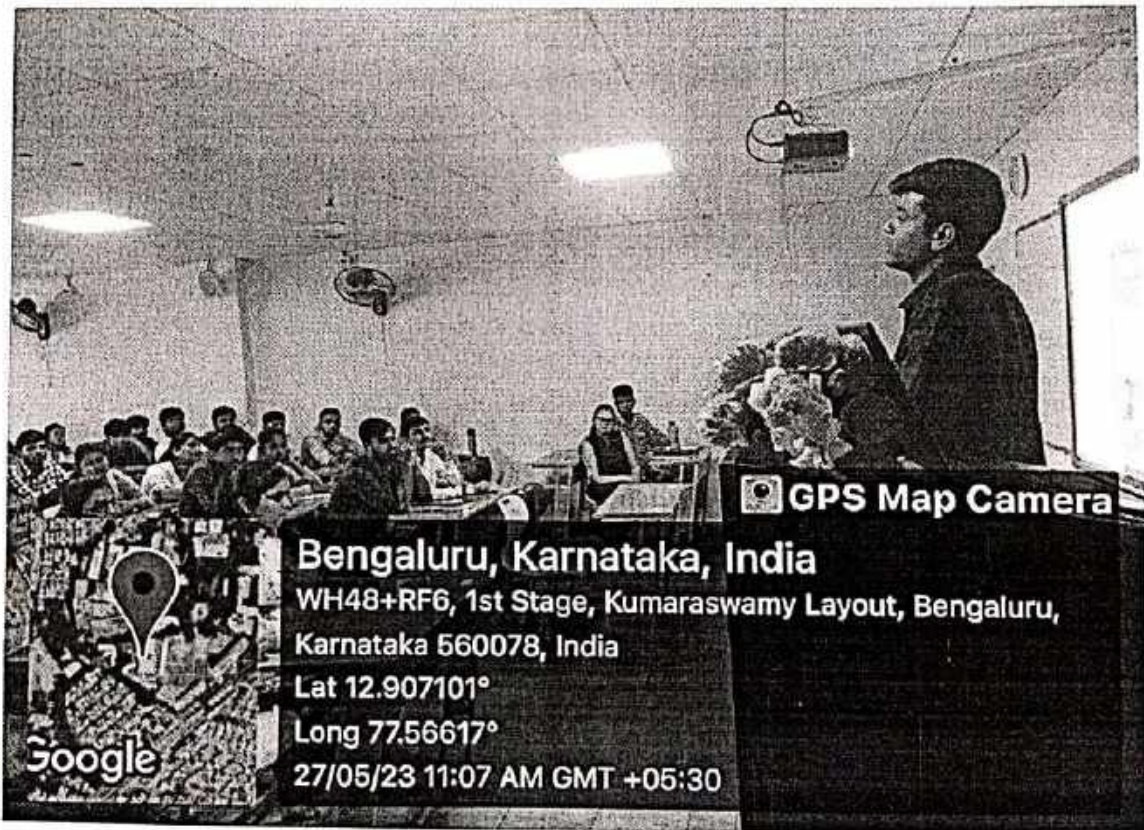 GPS Map Camera
Bengaluru, Karnataka, India
WH48+RF6, 1st Stage, Kumaraswamy Layout, Bengaluru,
Karnataka 560078, India
Lat 12.907101°
Long 77.56617°
27/05/23 11:07 AM GMT +05:30
Google